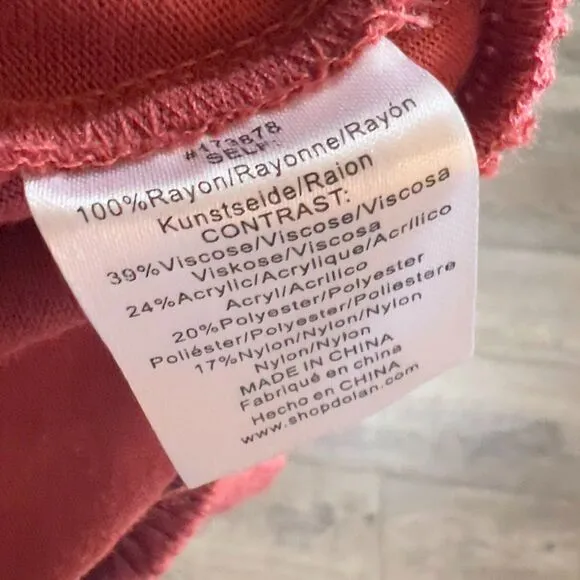 #173878
SELF:
100%Rayon/Rayonne/Rayón
Kunstseide/Raion
CONTRAST:
39%Viscose/Viscose/Viscosa
Viskose/Viscosa
24%Acrylic/Acrylique/Acrílico
Acryl/Acrilico
20%Polyester/Polyester
Poliéster/Polyester/Poliestere
17%Nylon/Nylon/Nylon
Nylon/Nylon
MADE IN CHINA
Fabriqué en china
Hecho en CHINA
www.shopdolan.com